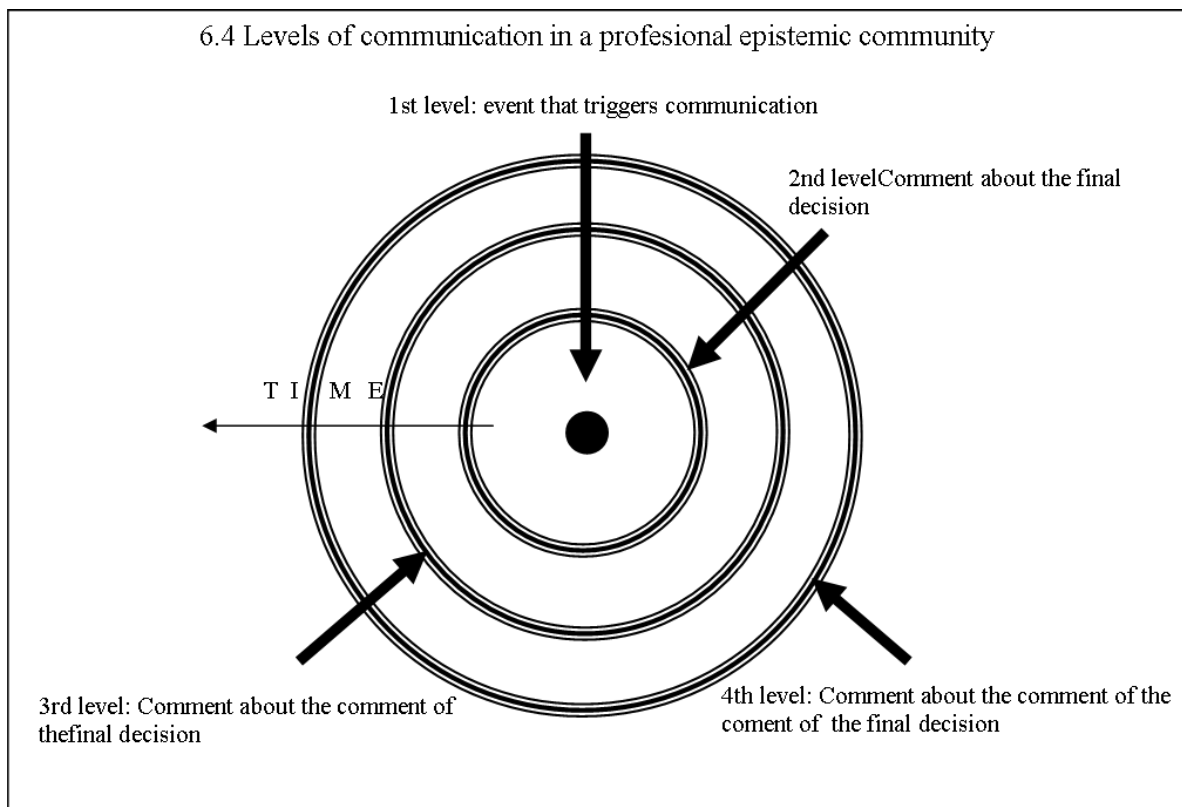 6.4 Levels of communication in a profesional epistemic community
1st level: event that triggers communication
2nd levelComment about the final
decision
T I M E
3rd level: Comment about the comment of
thefinal decision
4th level: Comment about the comment of the
coment of the final decision